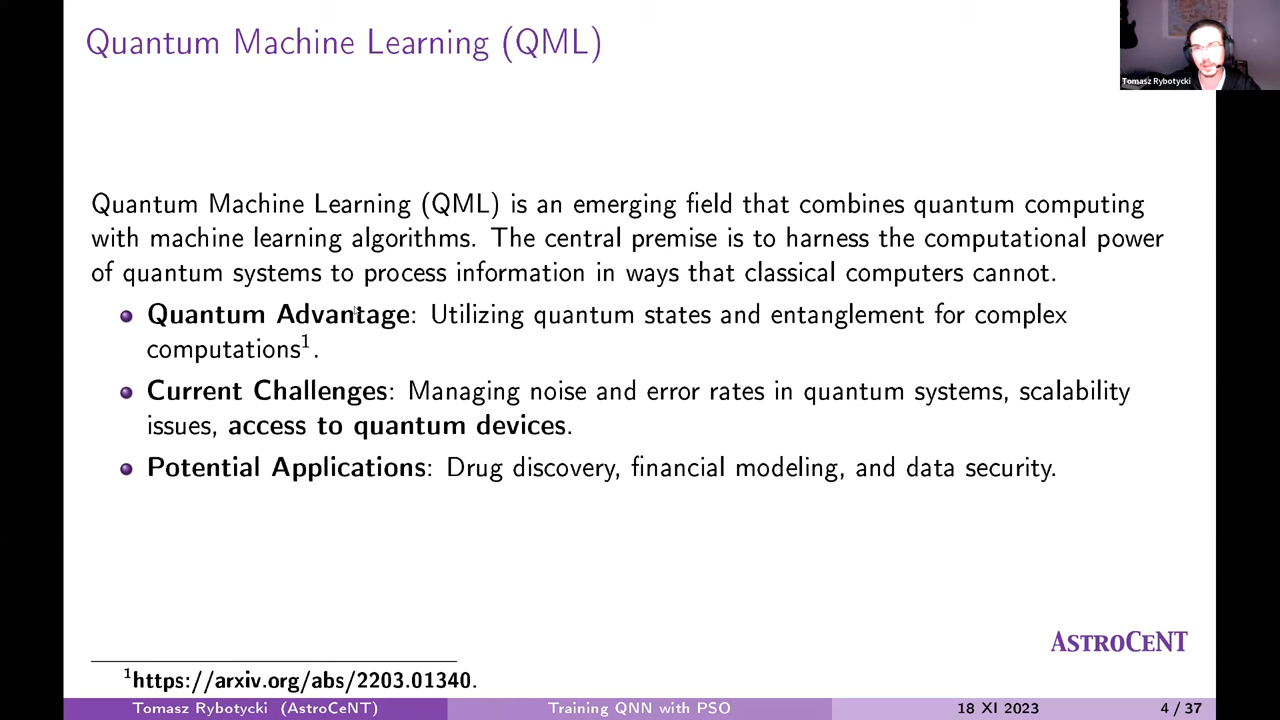 Quantum Machine Learning (QML)
Tomasz Rybotycki
Quantum Machine Learning (QML) is an emerging field that combines quantum computing
with machine learning algorithms. The central premise is to harness the computational power
of quantum systems to process information in ways that classical computers cannot.
Quantum Advantage: Utilizing quantum states and entanglement for complex
computations¹.
Current Challenges: Managing noise and error rates in quantum systems, scalability
issues, access to quantum devices.
Potential Applications: Drug discovery, financial modeling, and data security.
ASTROCENT
¹https://arxiv.org/abs/2203.01340.
Tomasz Rybotycki (AstroCeNT) Training QNN with PSO 18 XI 2023 4 / 37